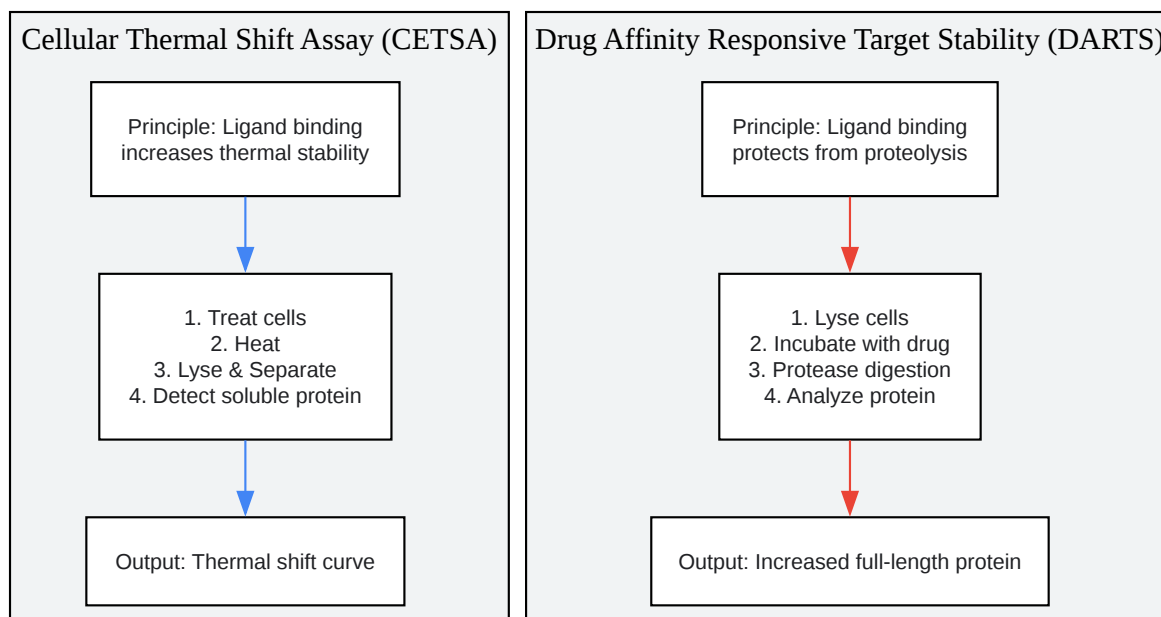 Cellular Thermal Shift Assay (CETSA)
Principle: Ligand binding
increases thermal stability
1. Treat cells
2. Heat
3. Lyse & Separate
4. Detect soluble protein
Output: Thermal shift curve
Drug Affinity Responsive Target Stability (DARTS)
Principle: Ligand binding
protects from proteolysis
1. Lyse cells
2. Incubate with drug
3. Protease digestion
4. Analyze protein
Output: Increased full-length protein